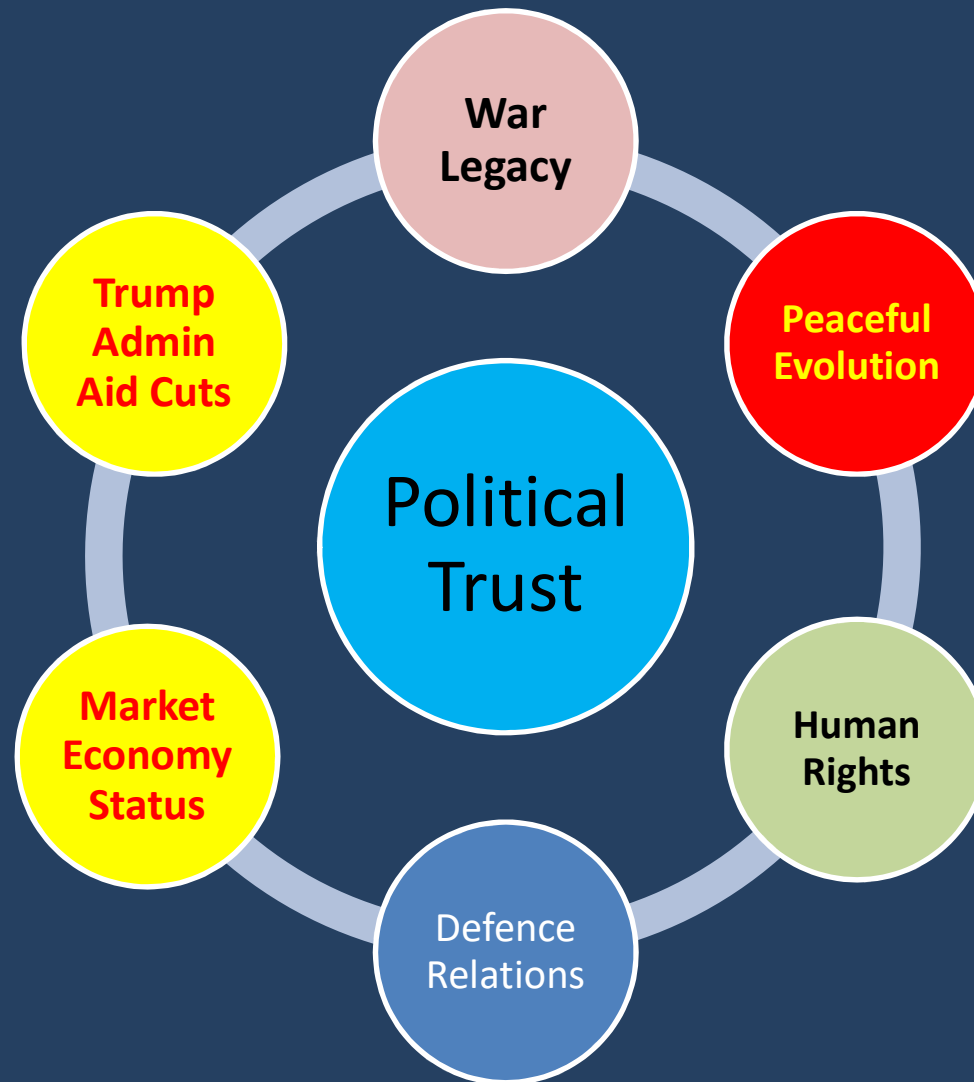 War
Legacy
Peaceful
Evolution
Human
Rights
Defence
Relations
Market
Economy
Status
Trump
Admin
Aid Cuts
Political
Trust